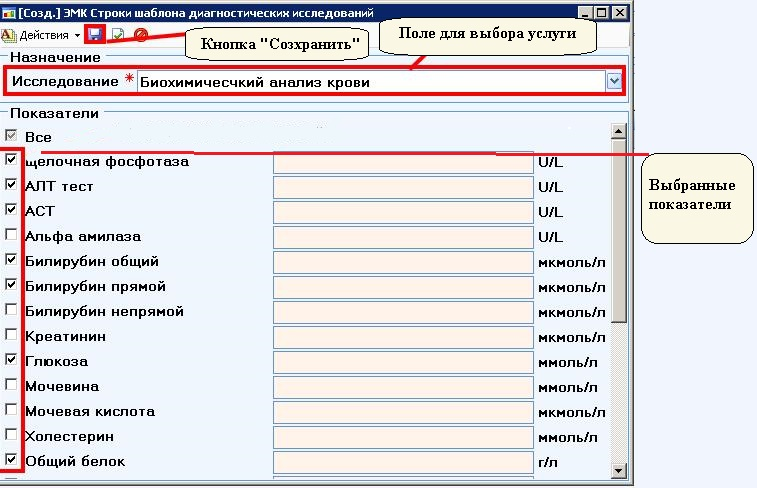 [Созд.] ЭМК Строки шаблона диагностических исследований
Действия
Кнопка "Созхранить"
Поле для выбора услуги
Назначение
Исследование * Биохимичесчкий анализ крови
Показатели
Все
Щелочная фосфотаза U/L
АЛТ тест U/L
АСТ U/L
Альфа амилаза U/L
Билирубин общий мкмоль/л
Билирубин прямой мкмоль/л
Билирубин непрямой мкмоль/л
Креатинин мкмоль/л
Глюкоза ммоль/л
Мочевина ммоль/л
Мочевая кислота мкмоль/л
Холестерин ммоль/л
Общий белок г/л
Выбранные
показатели